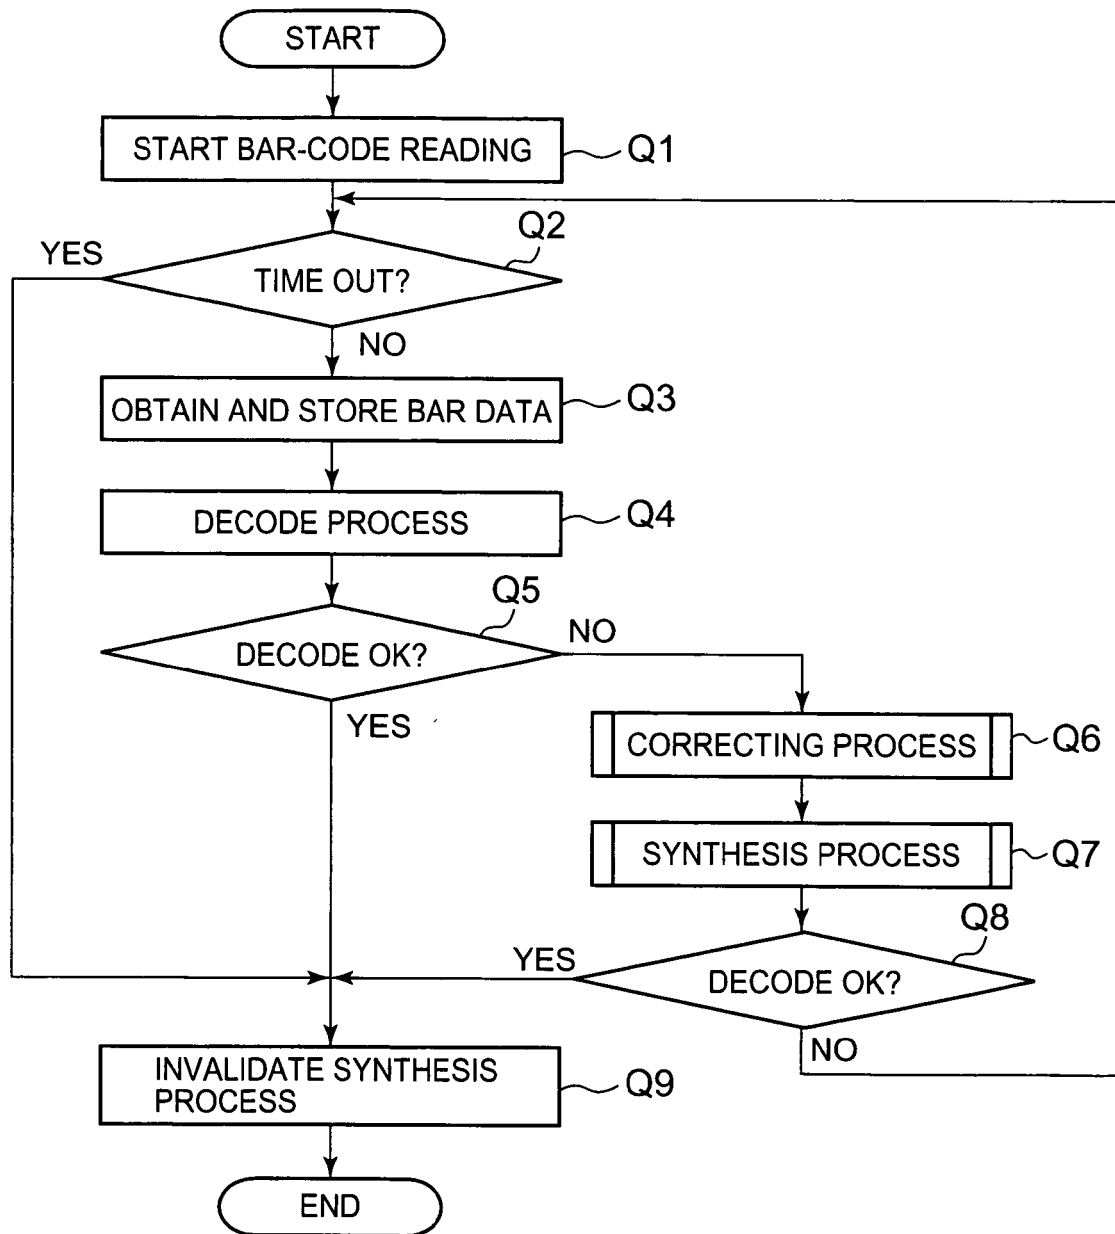 START
START BAR-CODE READING
Q1
Q2
YES
TIME OUT?
NO
OBTAIN AND STORE BAR DATA
Q3
DECODE PROCESS
Q4
Q5
DECODE OK?
NO
YES
CORRECTING PROCESS
Q6
SYNTHESIS PROCESS
Q7
Q8
YES
DECODE OK?
NO
INVALIDATE SYNTHESIS
PROCESS
Q9
END